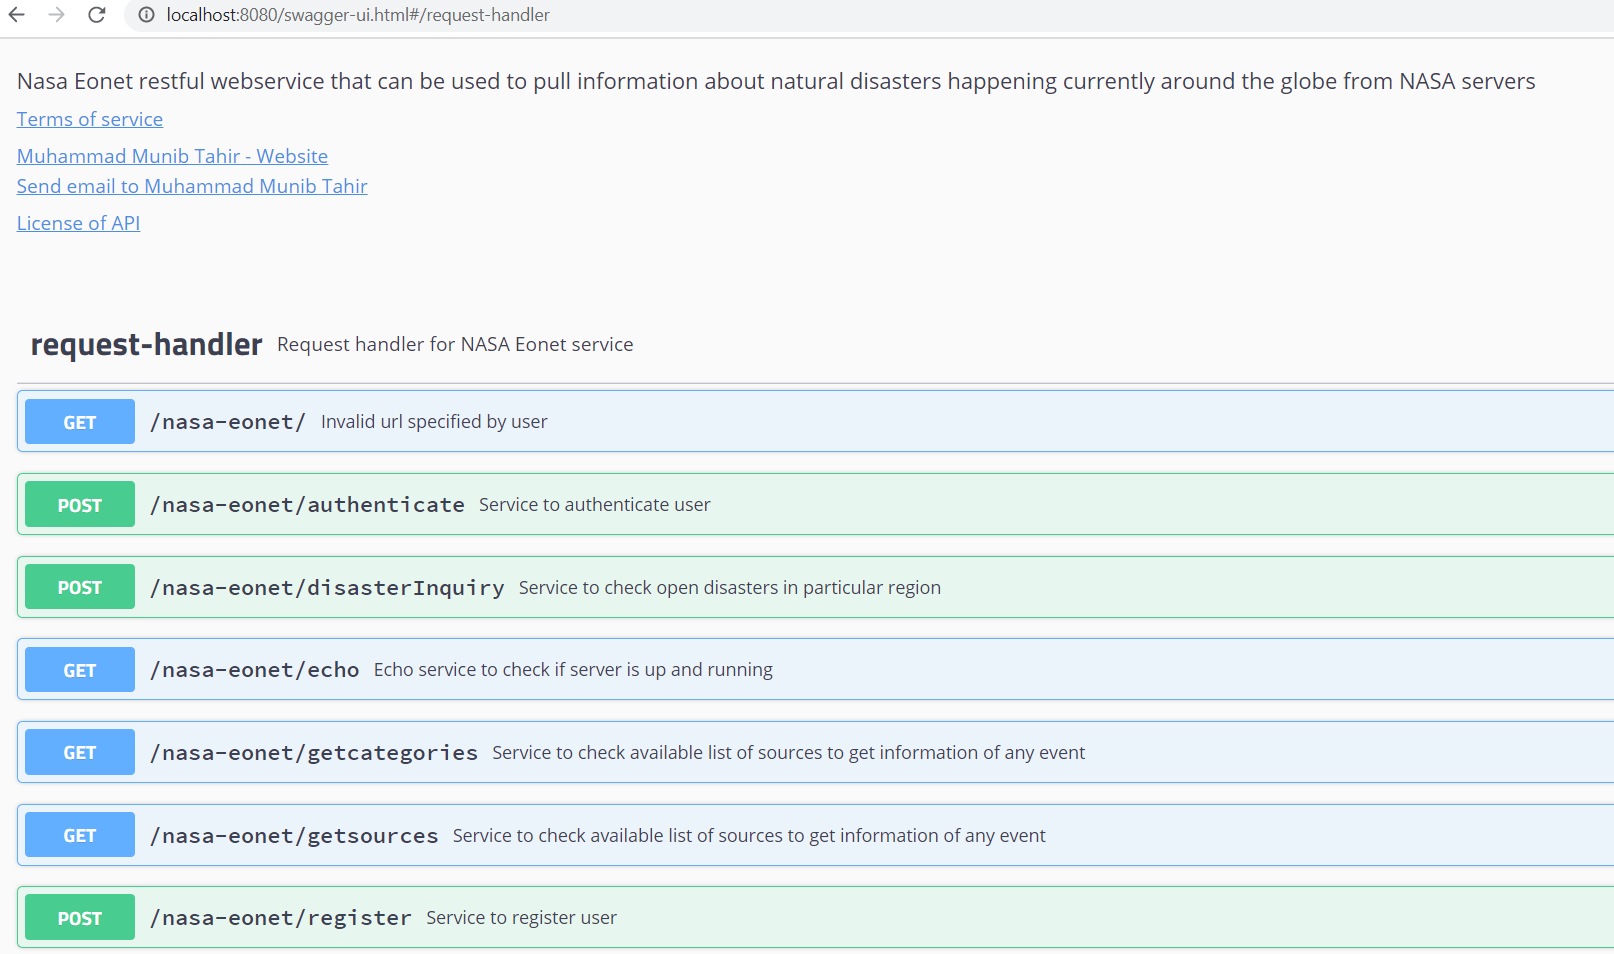 localhost:8080/swagger-ui.html#/request-handler
Nasa Eonet restful webservice that can be used to pull information about natural disasters happening currently around the globe from NASA servers
Terms of service
Muhammad Munib Tahir - Website
Send email to Muhammad Munib Tahir
License of API
request-handler Request handler for NASA Eonet service
GET /nasa-eonet/ Invalid url specified by user
POST /nasa-eonet/authenticate Service to authenticate user
POST /nasa-eonet/disasterInquiry Service to check open disasters in particular region
GET /nasa-eonet/echo Echo service to check if server is up and running
GET /nasa-eonet/getcategories Service to check available list of sources to get information of any event
GET /nasa-eonet/getsources Service to check available list of sources to get information of any event
POST /nasa-eonet/register Service to register user